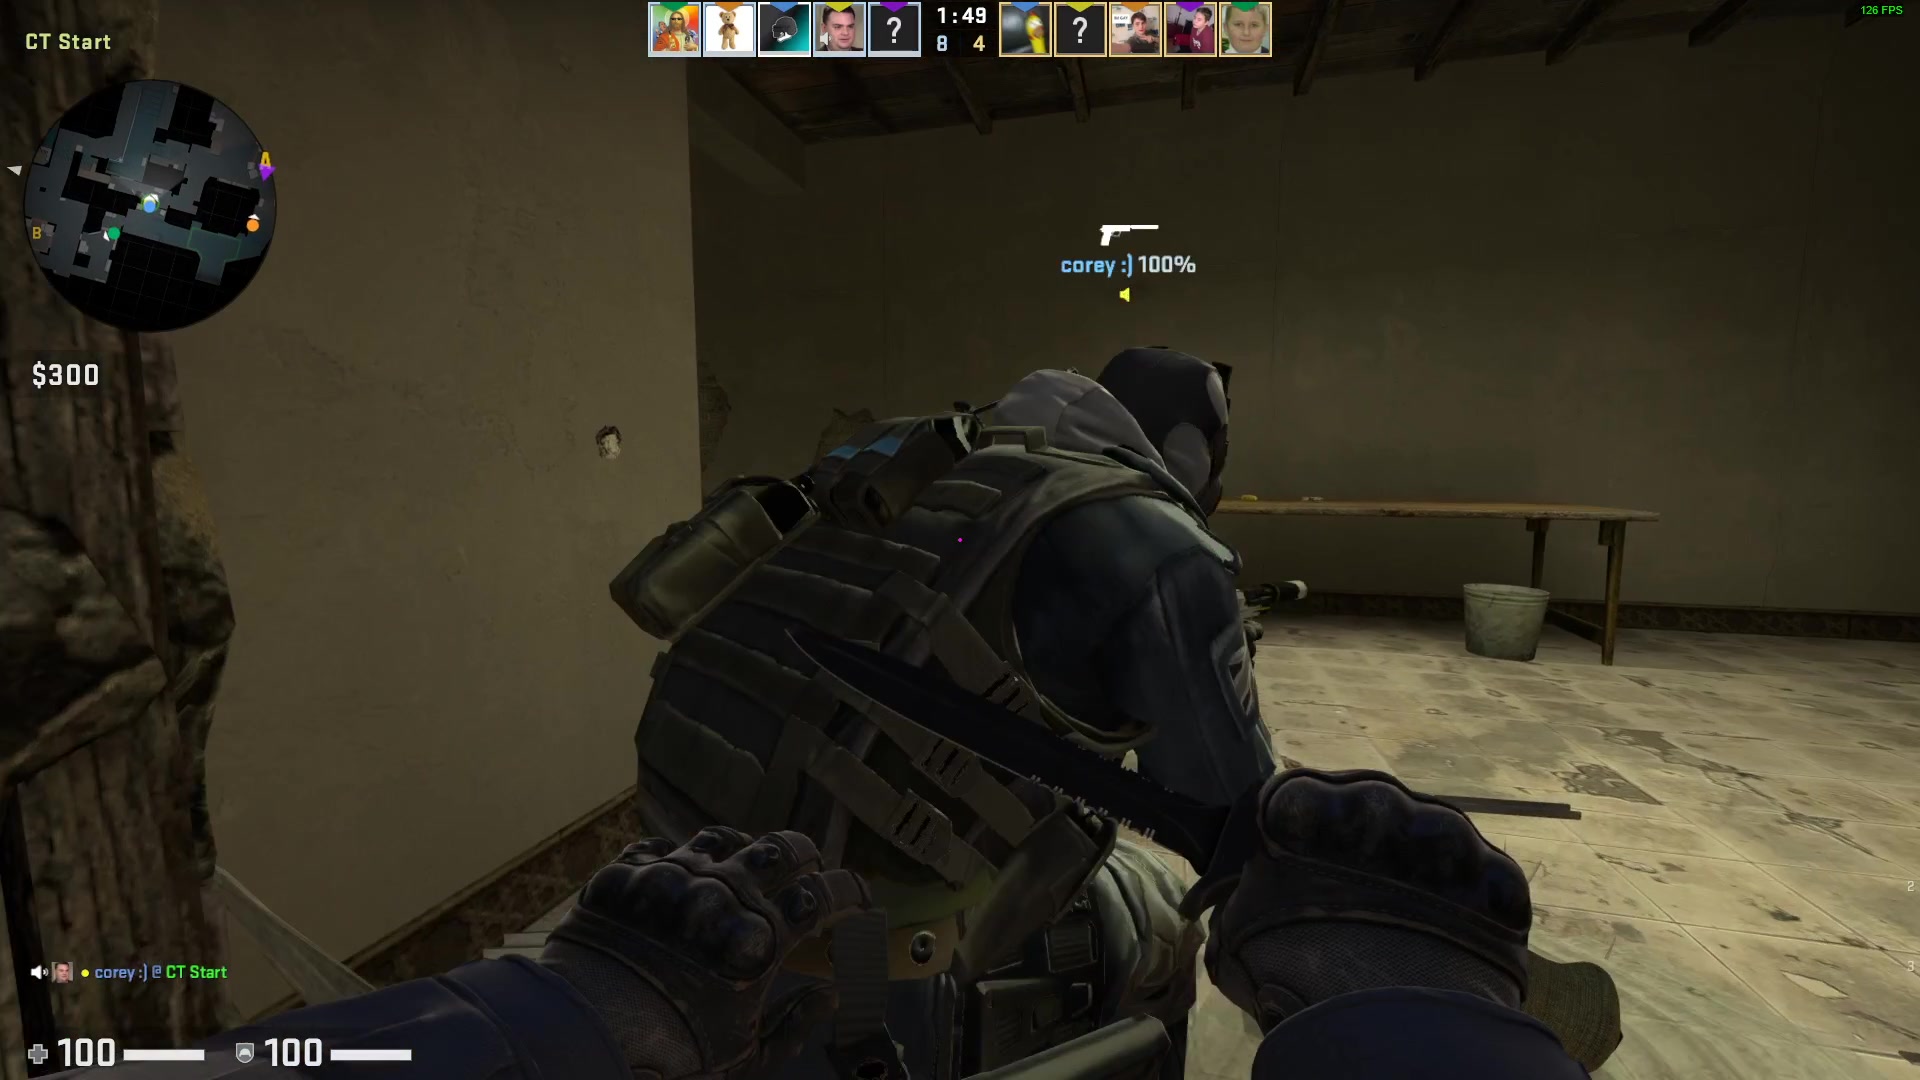 126 FPS
CT Start
1:49
8 4
? ?
A
B
$300
corey :) 100%
corey :) @ CT Start
100 100
2
3